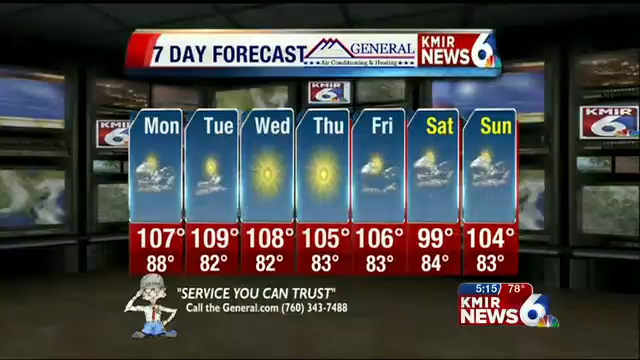 7 DAY FORECAST
GENERAL
Air Conditioning & Heating
KMIR
NEWS 6
KMIR
6
KMIR
6
KMIR
6
Mon Tue Wed Thu Fri Sat Sun
107° 109° 108° 105° 106° 99° 104°
88° 82° 82° 83° 83° 84° 83°
"SERVICE YOU CAN TRUST"
Call the General.com (760) 343-7488
5:15 78°
KMIR
NEWS 6